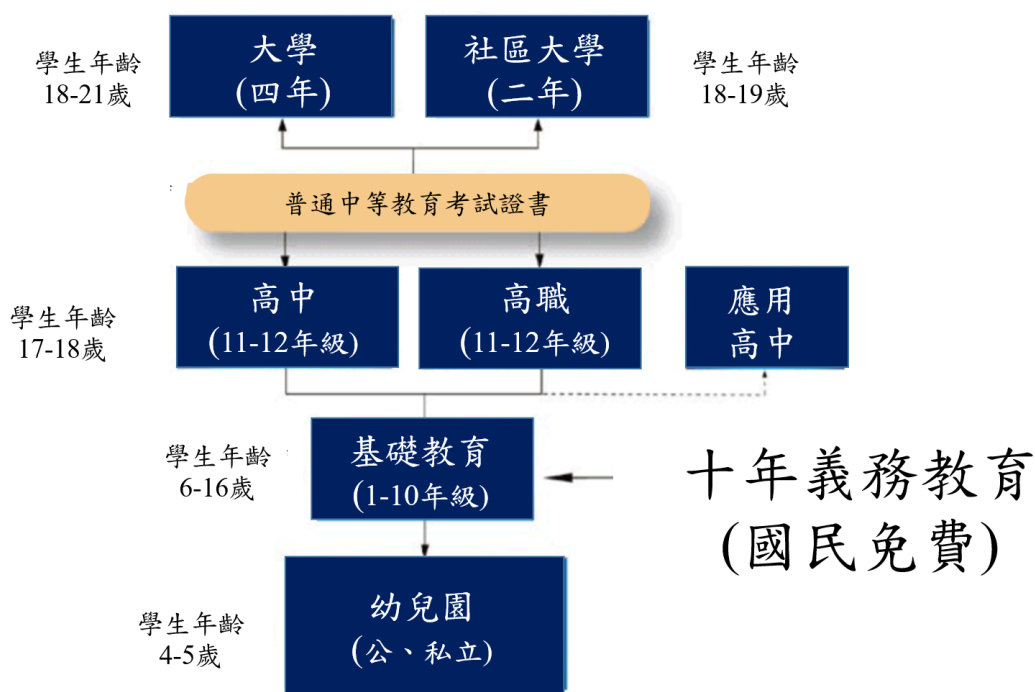 大學
(四年)
社區大學
(二年)
學生年齡
18-21歲
學生年齡
18-19歲
普通中等教育考試證書
高中
(11-12年級)
高職
(11-12年級)
應用
高中
學生年齡
17-18歲
基礎教育
(1-10年級)
學生年齡
6-16歲
十年義務教育
(國民免費)
幼兒園
(公、私立)
學生年齡
4-5歲